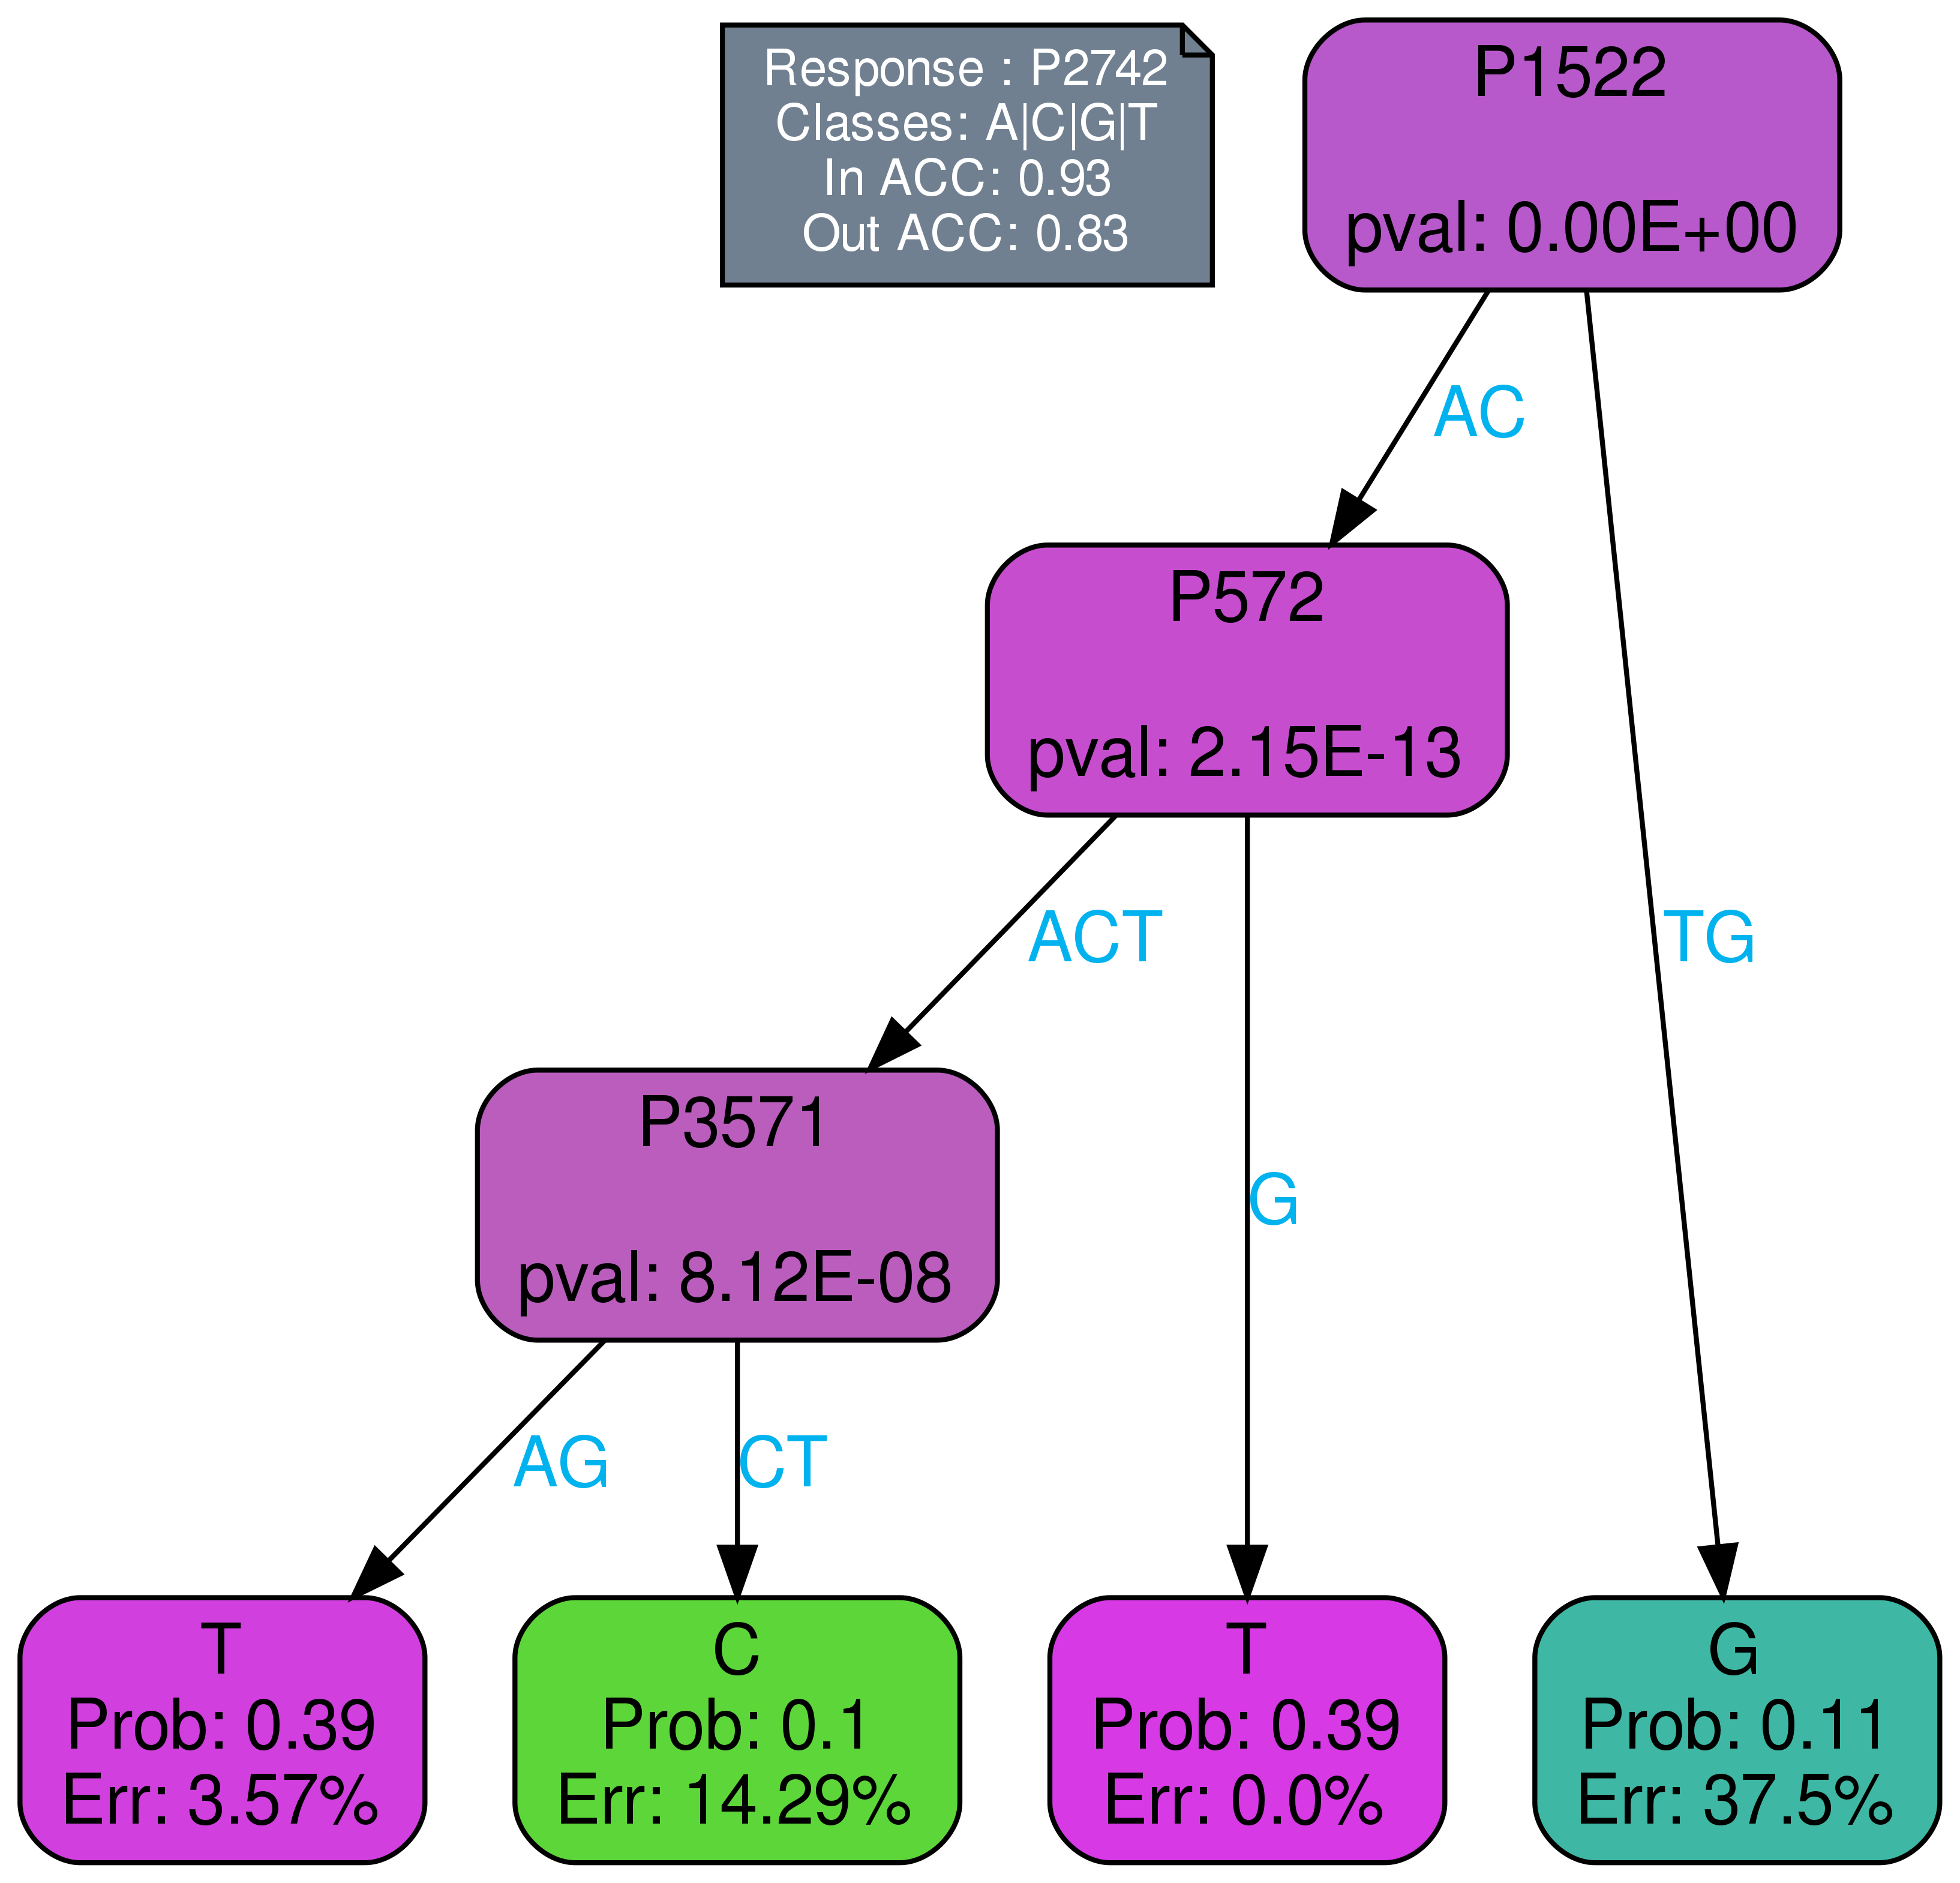 Response : P2742
Classes: A|C|G|T
In ACC: 0.93
Out ACC: 0.83
P1522
pval: 0.00E+00
AC
TG
P572
pval: 2.15E-13
ACT
G
P3571
pval: 8.12E-08
AG
CT
T
Prob: 0.39
Err: 3.57%
C
Prob: 0.1
Err: 14.29%
T
Prob: 0.39
Err: 0.0%
G
Prob: 0.11
Err: 37.5%